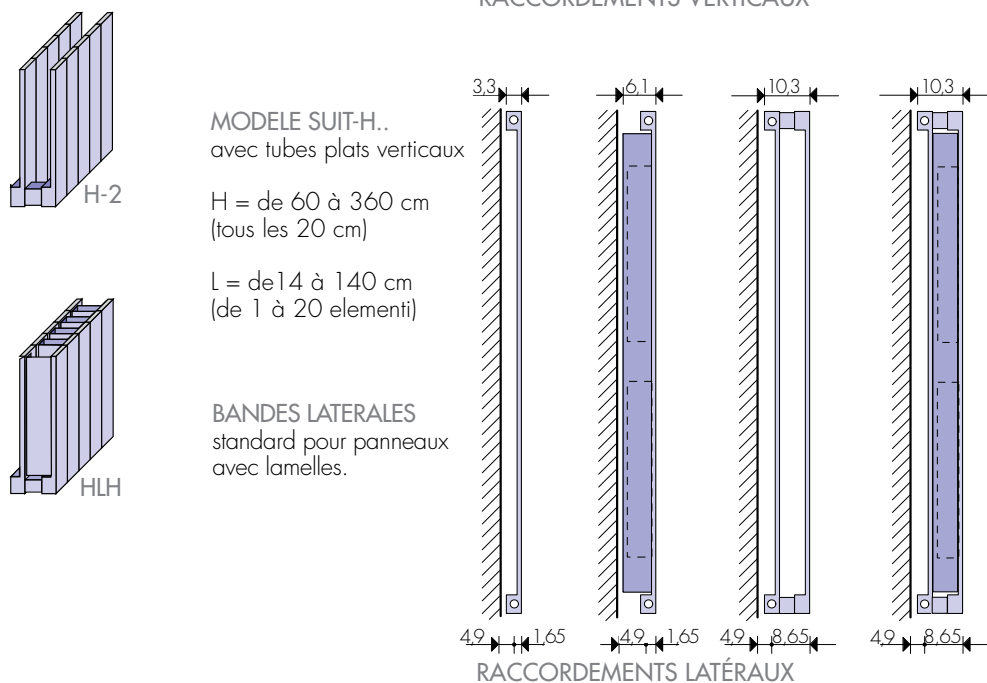 RACCORDEMENTS VERTICAUX
3,3 6,1 10,3 10,3
MODELE SUIT-H..
avec tubes plats verticaux
H-2
H = de 60 à 360 cm
(tous les 20 cm)
L = de14 à 140 cm
(de 1 à 20 elementi)
BANDES LATERALES
standard pour panneaux
avec lamelles.
HLH
4,9 1,65 4,9 1,65 4,9 8,65 4,9 8,65
RACCORDEMENTS LATÉRAUX